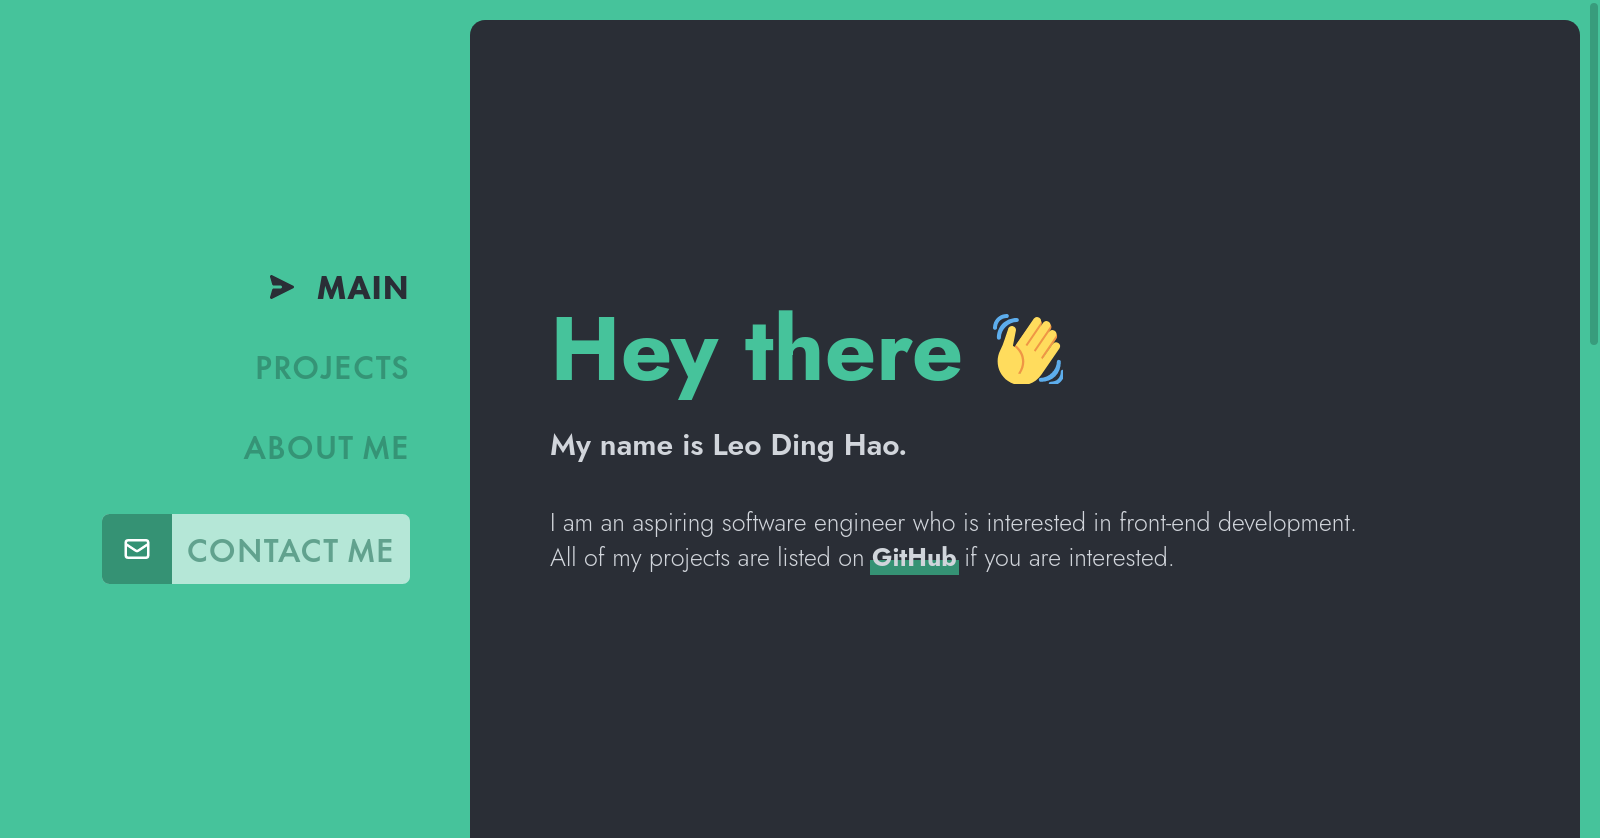 MAIN
PROJECTS
ABOUT ME
CONTACT ME
Hey there 👋
My name is Leo Ding Hao.
I am an aspiring software engineer who is interested in front-end development.
All of my projects are listed on GitHub if you are interested.